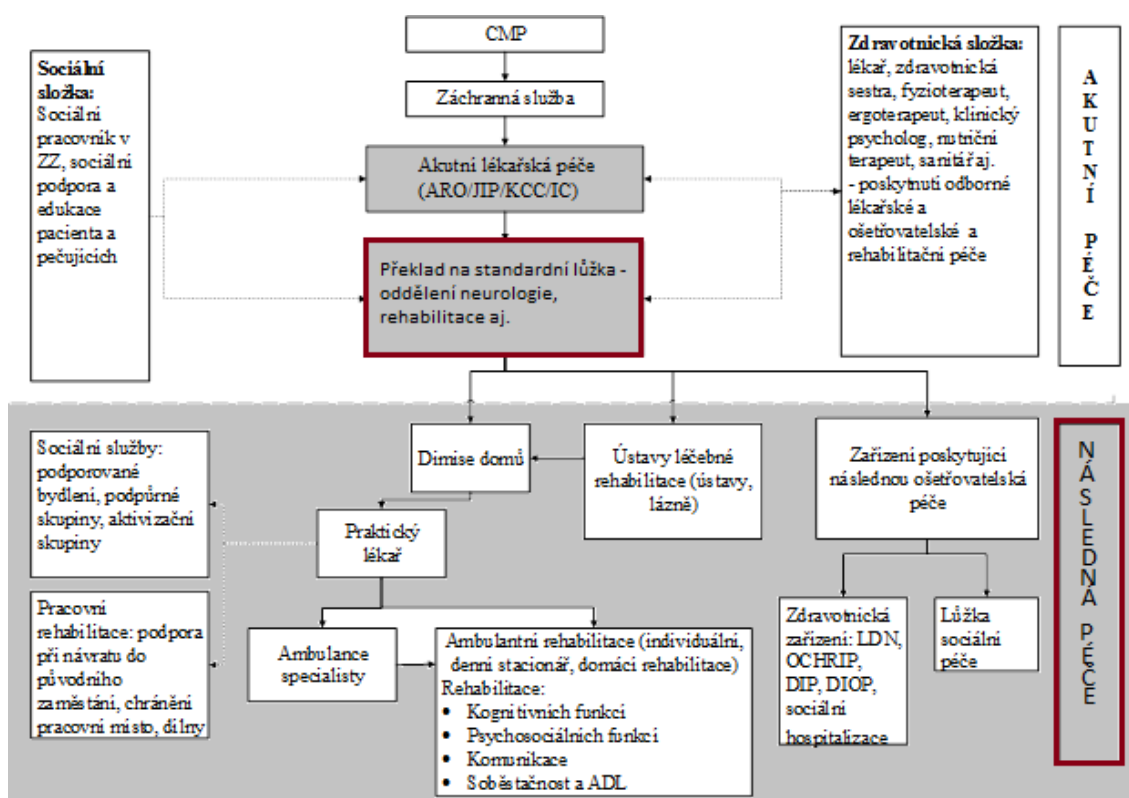 CMP
Záchranná služba
Akutní lékařská péče
(ARO/JIP/KCC/IC)
Překlad na standardní lůžka -
oddělení neurologie,
rehabilitace aj.
Sociální
složka:
Sociální
pracovník v
ZZ, sociální
podpora a
edukace
pacienta a
pečujících
Zdravotnická složka:
lékař, zdravotnická
sestra, fyzioterapeut,
ergoterapeut, klinický
psycholog, nutriční
terapeut, sanitář aj.
- poskytnutí odborné
lékařské a
ošetřovatelské a
rehabilitační péče
AKUTNÍ PÉČE
Sociální služby:
podporované
bydlení, podpůrné
skupiny, aktivizační
skupiny
Dimise domů
Ústavy léčebné
rehabilitace (ústavy,
lázně)
Zařízení poskytující
následnou ošetřovatelská
péče
Praktický
lékař
Pracovní
rehabilitace: podpora
při návratu do
původního
zaměstání, chránění
pracovní místo, dílny
Ambulance
specialisty
Ambulantní rehabilitace (individuální,
denní stacionář, domácí rehabilitace)
Rehabilitace:
• Kognitivních funkcí
• Psychosociálních funkcí
• Komunikace
• Soběstačnost a ADL
Zdravotnická
zařízení: LDN,
OCHRIP,
DIP, DIOP,
sociální
hospitalizace
Lůžka
sociální
péče
NÁSLEDNÁ PÉČE